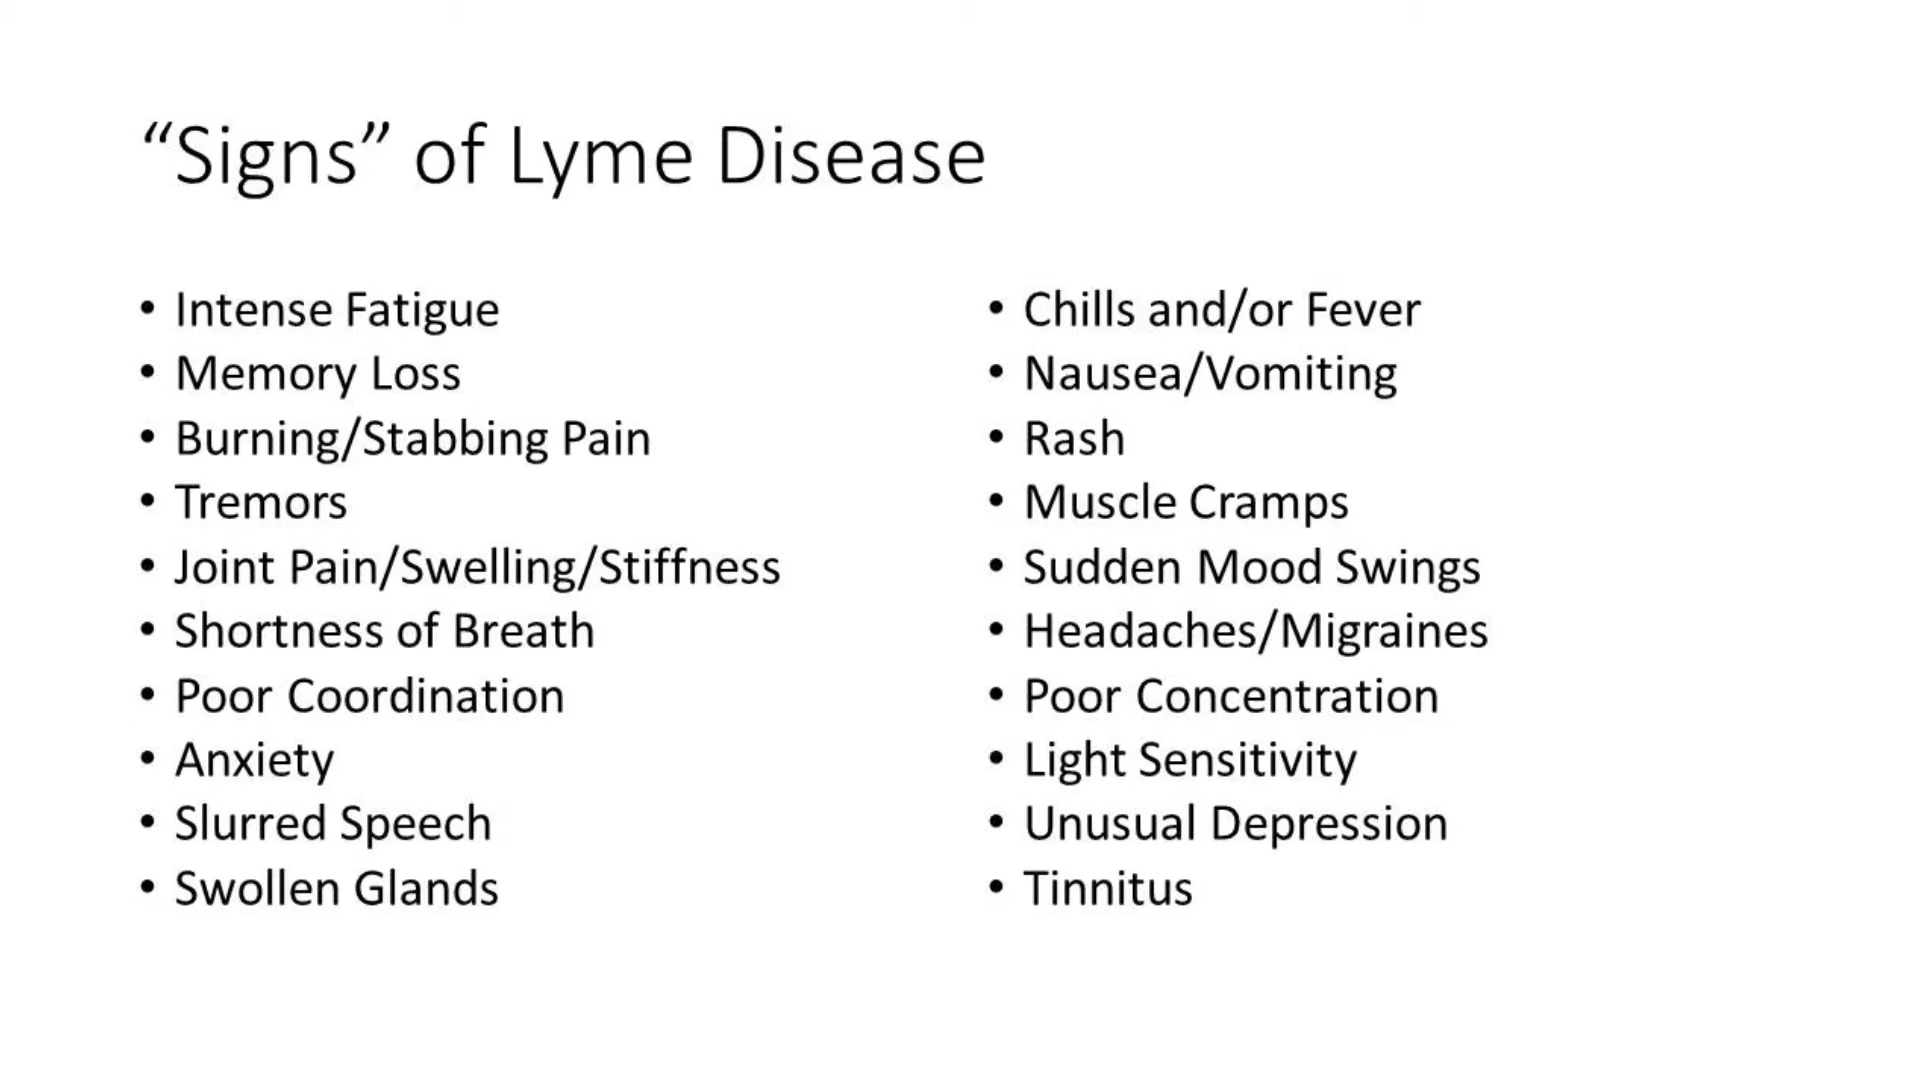 “Signs” of Lyme Disease
• Intense Fatigue
• Memory Loss
• Burning/Stabbing Pain
• Tremors
• Joint Pain/Swelling/Stiffness
• Shortness of Breath
• Poor Coordination
• Anxiety
• Slurred Speech
• Swollen Glands
• Chills and/or Fever
• Nausea/Vomiting
• Rash
• Muscle Cramps
• Sudden Mood Swings
• Headaches/Migraines
• Poor Concentration
• Light Sensitivity
• Unusual Depression
• Tinnitus